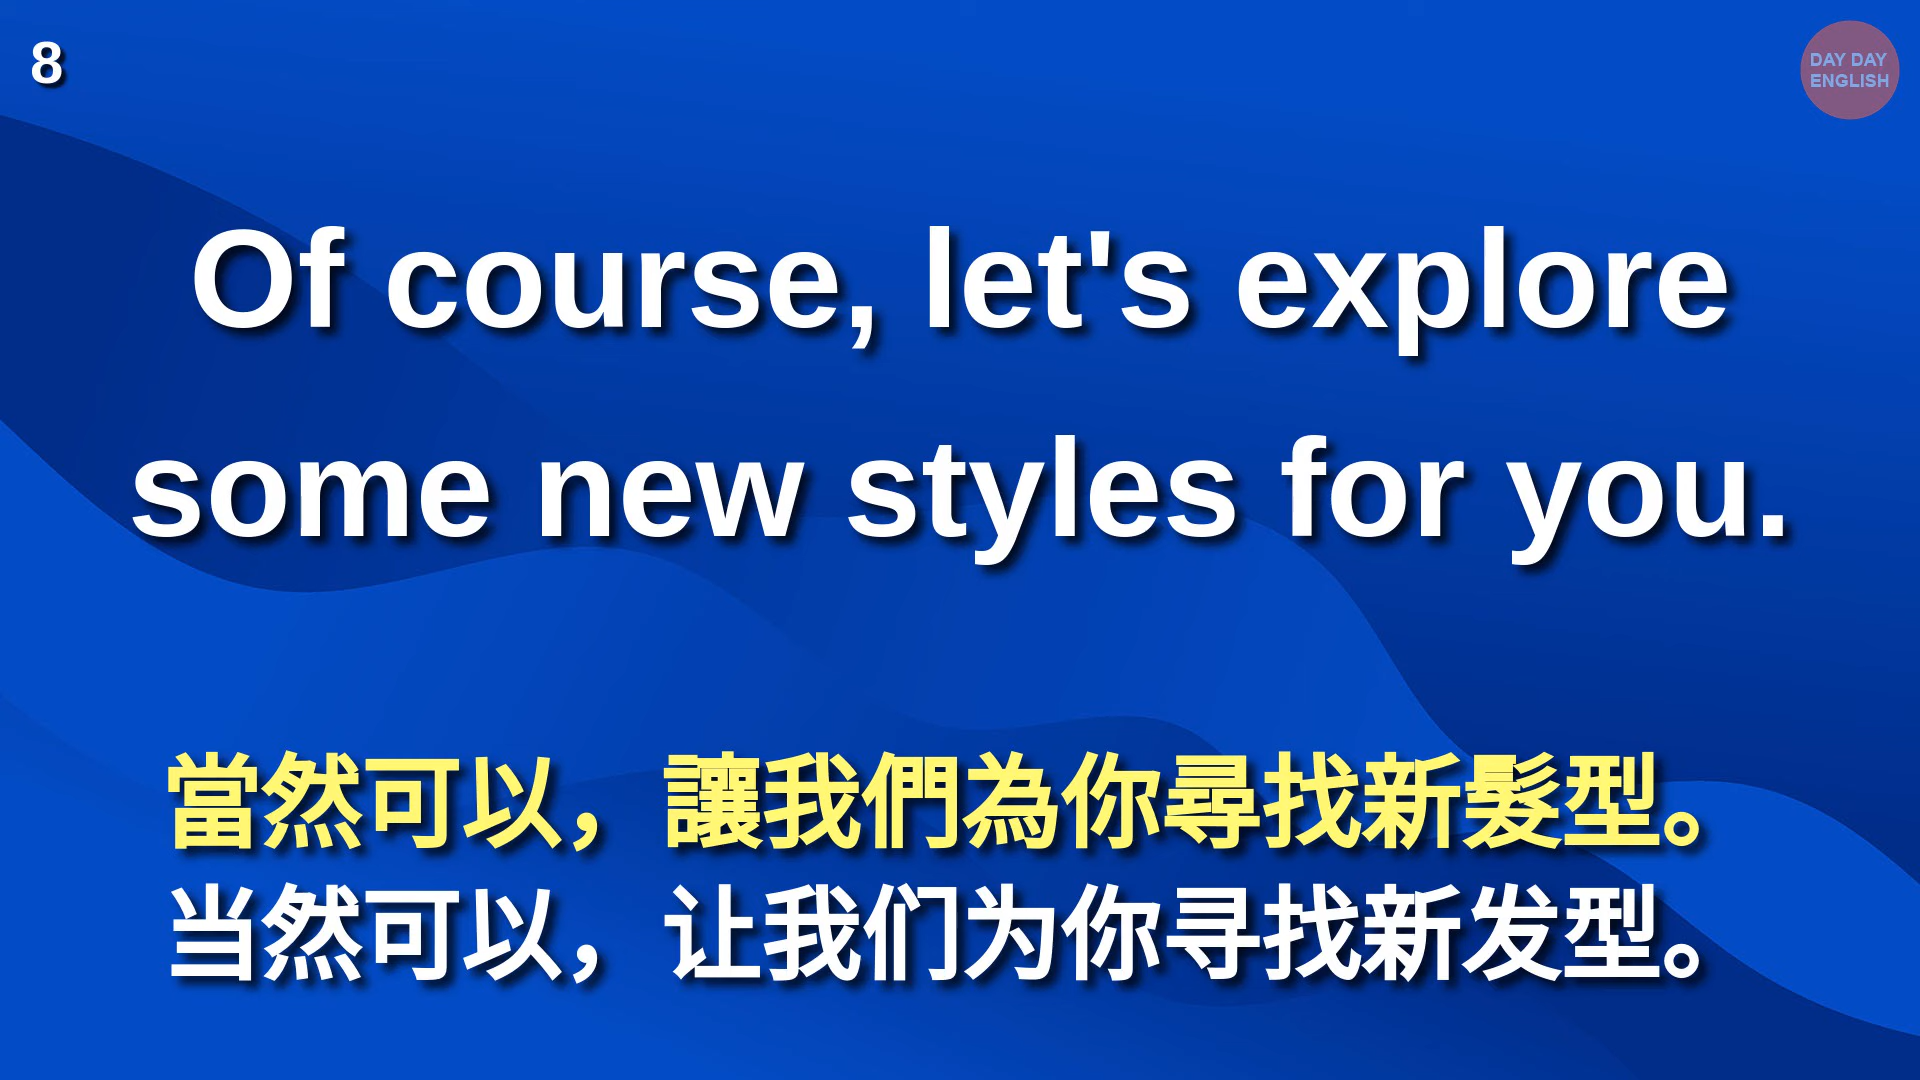 8
DAY DAY
ENGLISH
Of course, let's explore
some new styles for you.
當然可以，讓我們為你尋找新髮型。
当然可以，让我们为你寻找新发型。